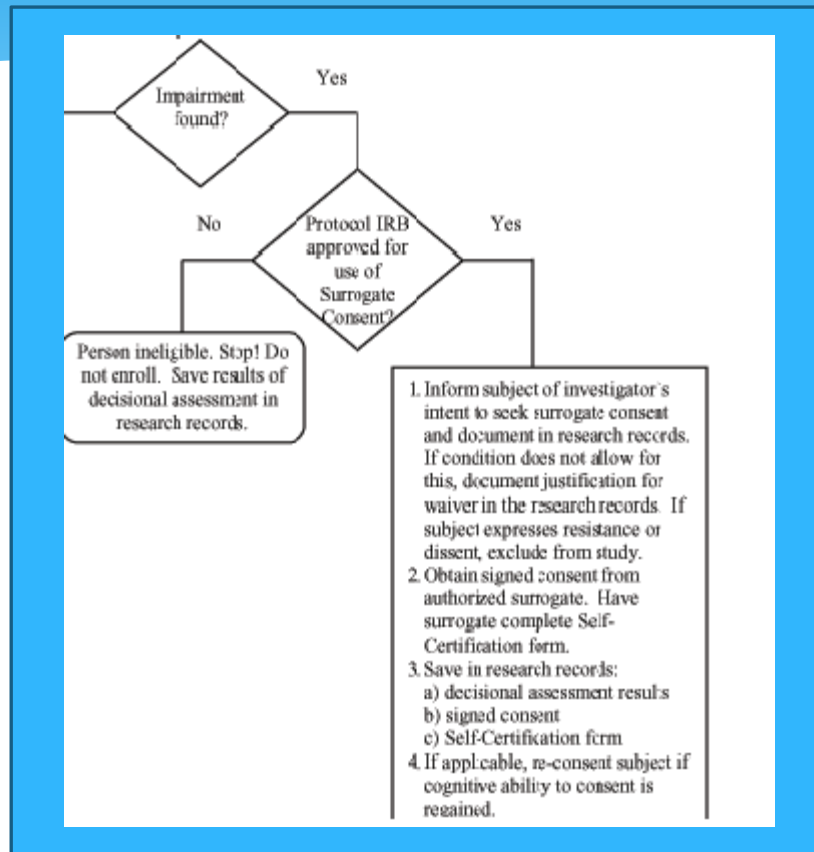 Impairment
found?
Yes
No
Protocol IRB
approved for
use of
Surrogate
Consent?
Yes
Person ineligible. Stop! Do
not enroll. Save results of
decisional assessment in
research records.
1. Inform subject of investigator's
intent to seek surrogate consent
and document in research records.
If condition does not allow for
this, document justification for
waiver in the research records. If
subject expresses resistance or
dissent, exclude from study.
2. Obtain signed consent from
authorized surrogate. Have
surrogate complete Self-
Certification form.
3. Save in research records:
a) decisional assessment results
b) signed consent
c) Self-Certification form
4. If applicable, re-consent subject if
cognitive ability to consent is
regained.